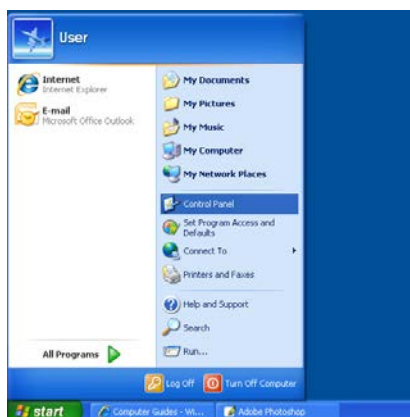 User
Internet
Internet Explorer
E-mail
Microsoft Office Outlook
All Programs
My Documents
My Pictures
My Music
My Computer
My Network Places
Control Panel
Set Program Access and
Defaults
Connect To
Printers and Faxes
Help and Support
Search
Run...
Log Off
Turn Off Computer
start
Computer Guides - Wi...
Adobe Photoshop